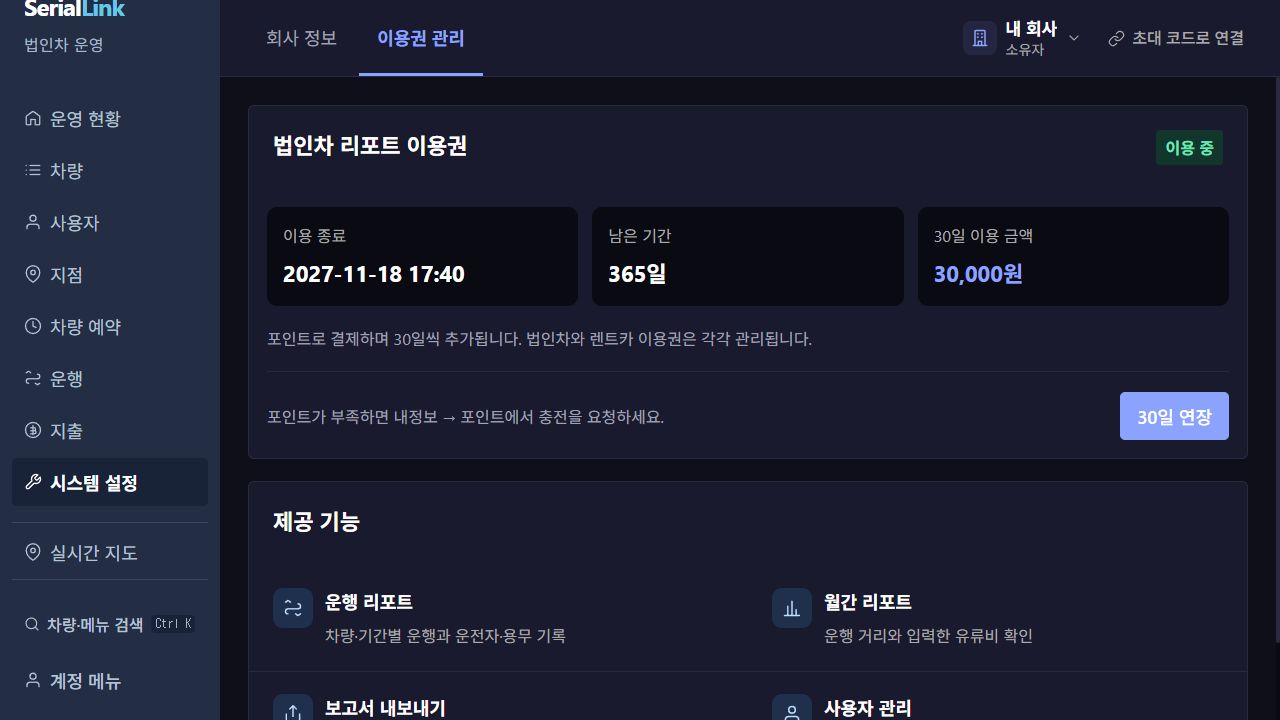 SerialLink
법인차 운영
운영 현황
차량
사용자
지점
차량 예약
운행
지출
시스템 설정
실시간 지도
차량·메뉴 검색 Ctrl K
계정 메뉴
회사 정보
이용권 관리
내 회사
소유자
초대 코드로 연결
법인차 리포트 이용권
이용 중
이용 종료
2027-11-18 17:40
남은 기간
365일
30일 이용 금액
30,000원
포인트로 결제하며 30일씩 추가됩니다. 법인차와 렌트카 이용권은 각각 관리됩니다.
포인트가 부족하면 내정보 → 포인트에서 충전을 요청하세요.
30일 연장
제공 기능
운행 리포트
차량·기간별 운행과 운전자·용무 기록
월간 리포트
운행 거리와 입력한 유류비 확인
보고서 내보내기
사용자 관리